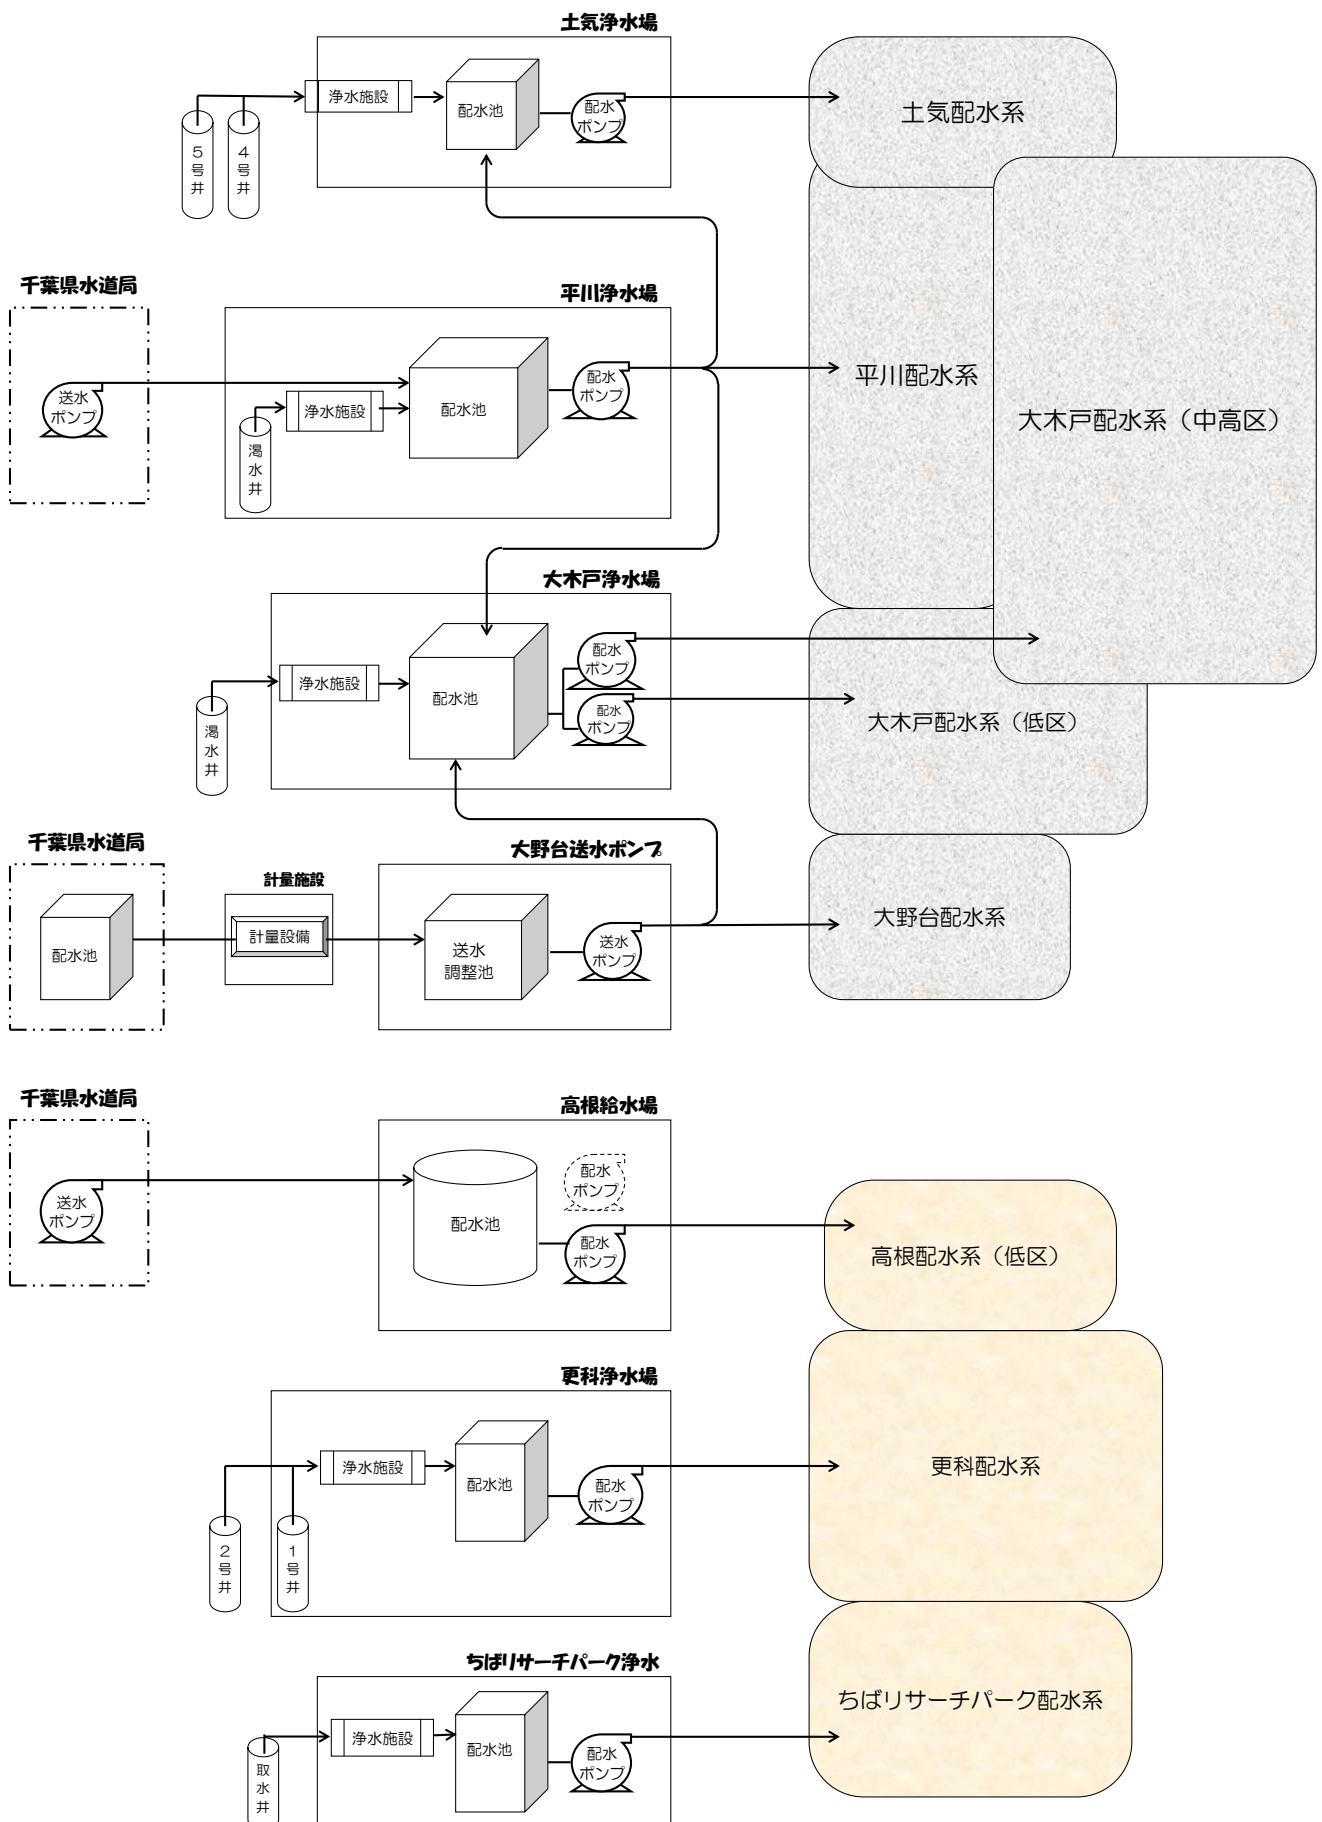 土気浄水場
浄水施設
配水池
配水
ポンプ
土気配水系
5号井
4号井
千葉県水道局
平川浄水場
送水
ポンプ
浄水施設
渇水井
配水池
配水
ポンプ
平川配水系
大木戸配水系（中高区）
大木戸浄水場
浄水施設
渇水井
配水池
配水
ポンプ
配水
ポンプ
大木戸配水系（低区）
千葉県水道局
配水池
計量施設
計量設備
大野台送水ポンプ
送水
調整池
送水
ポンプ
大野台配水系
千葉県水道局
送水
ポンプ
高根給水場
配水池
配水
ポンプ
配水
ポンプ
高根配水系（低区）
更科浄水場
浄水施設
配水池
配水
ポンプ
2号井
1号井
更科配水系
ちばリサーチパーク浄水
浄水施設
取水井
配水池
配水
ポンプ
ちばリサーチパーク配水系